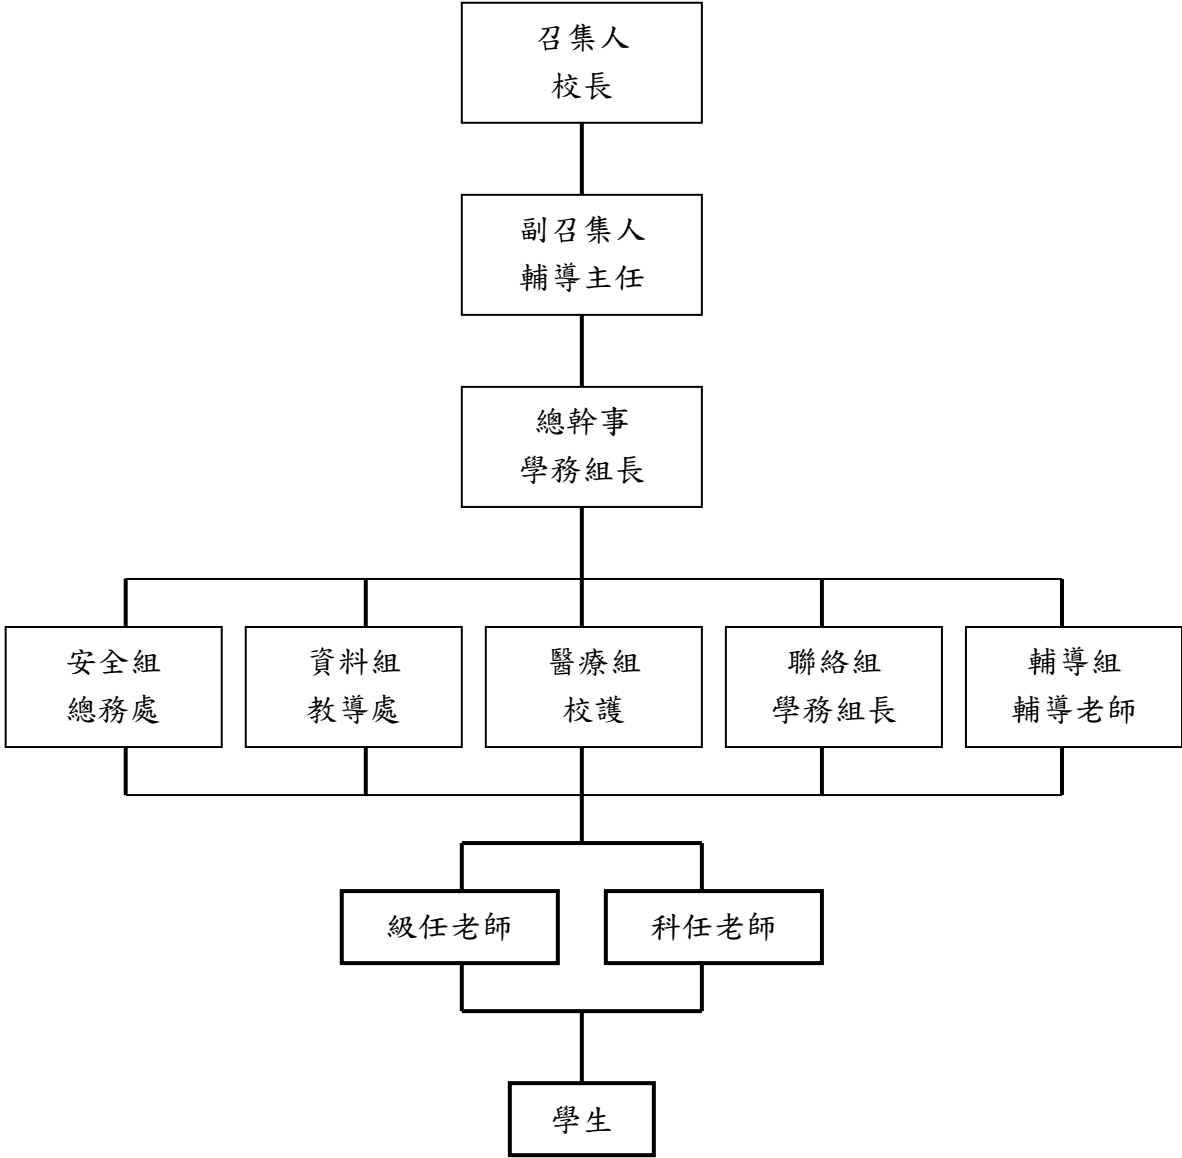 召集人
校長
副召集人
輔導主任
總幹事
學務組長
安全組
總務處
資料組
教導處
醫療組
校護
聯絡組
學務組長
輔導組
輔導老師
級任老師
科任老師
學生